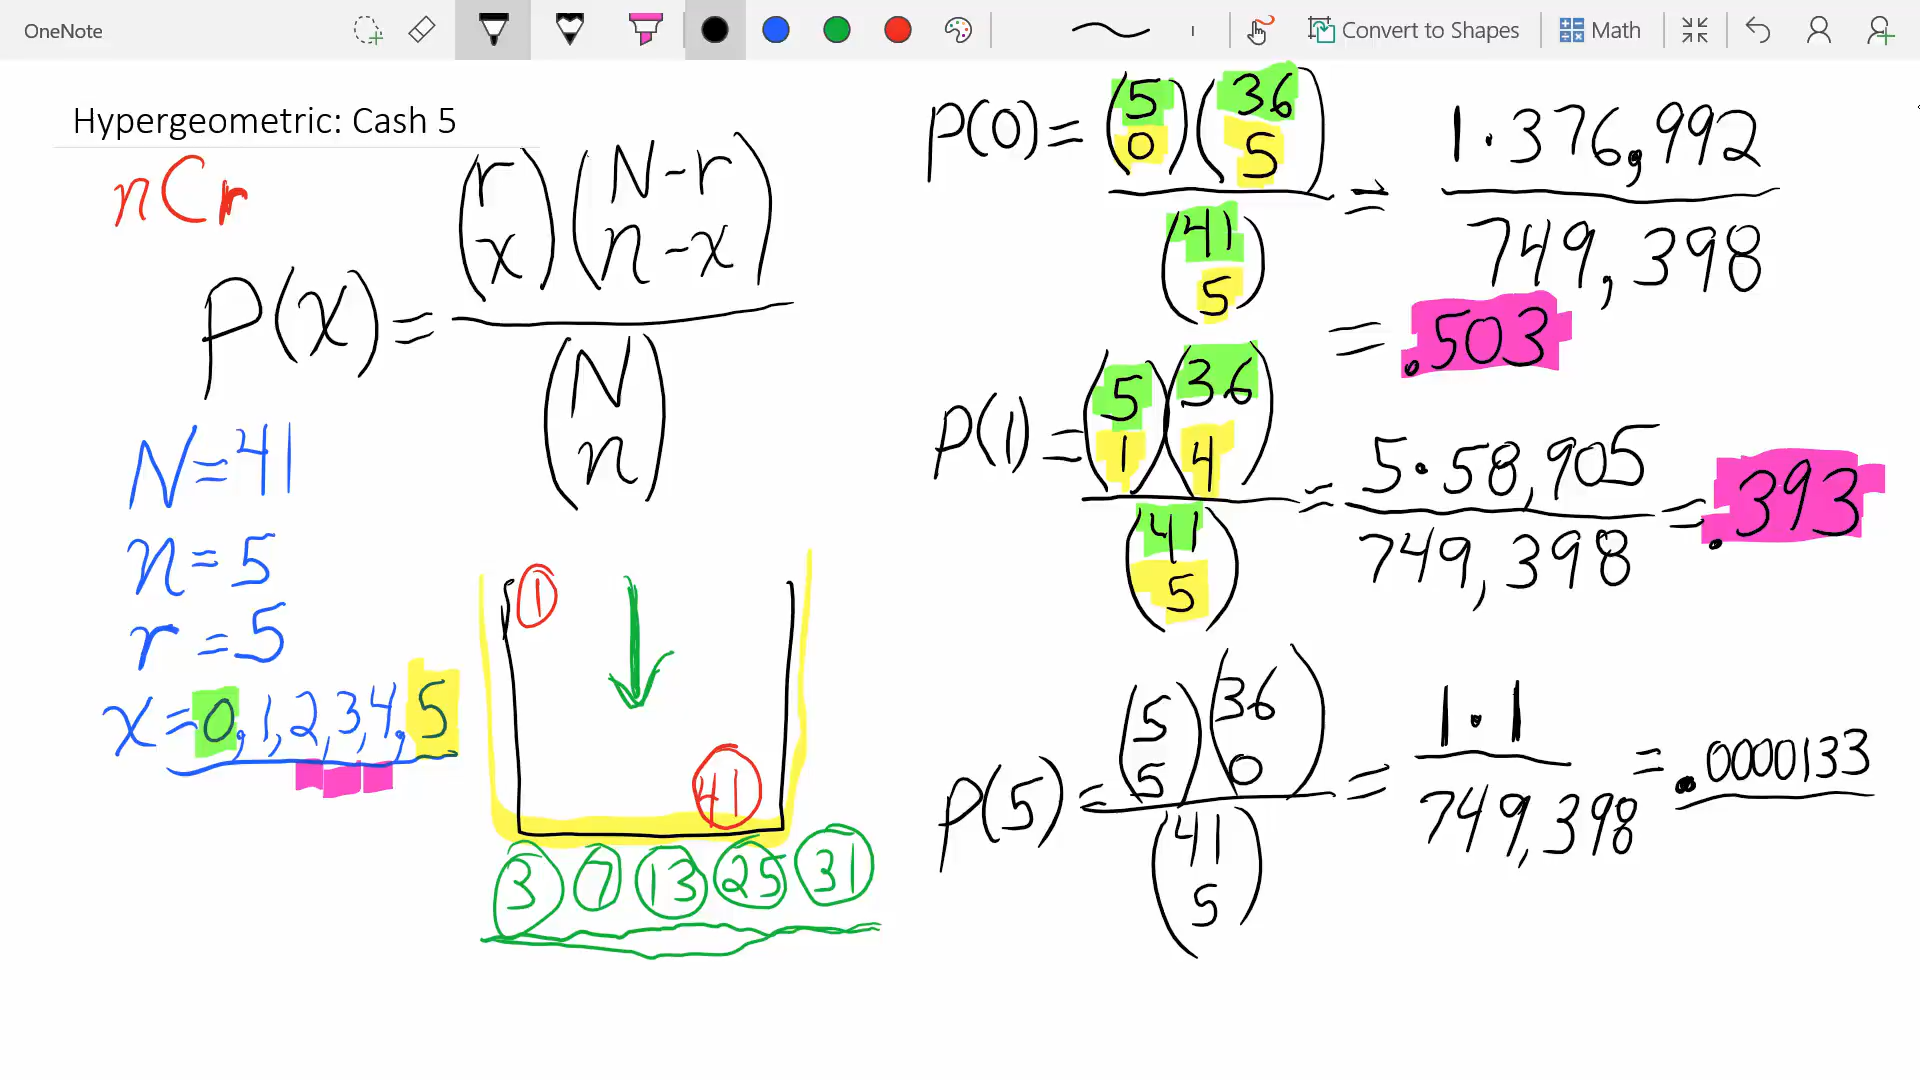 OneNote
Convert to Shapes
Math
Hypergeometric: Cash 5
nCr
P(x) = (r x)(N-r n-x) / (N n)
N=41
n=5
r=5
x=0,1,2,3,4,5
1
41
3 7 13 25 31
P(0) = (5 0)(36 5) / (41 5) = 1·376,992 / 749,398
= .503
P(1) = (5 1)(36 4) / (41 5) = 5·58,905 / 749,398 = .393
P(5) = (5 5)(36 0) / (41 5) = 1·1 / 749,398 = .0000133